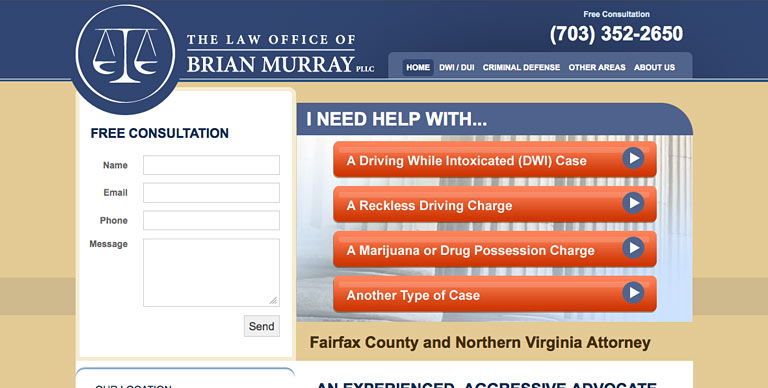 Free Consultation
(703) 352-2650
THE LAW OFFICE OF
BRIAN MURRAY PLLC
HOME DWI / DUI CRIMINAL DEFENSE OTHER AREAS ABOUT US
FREE CONSULTATION
Name
Email
Phone
Message
Send
I NEED HELP WITH...
A Driving While Intoxicated (DWI) Case
A Reckless Driving Charge
A Marijuana or Drug Possession Charge
Another Type of Case
Fairfax County and Northern Virginia Attorney
OUR LOCATION
AN EXPERIENCED, AGGRESSIVE ADVOCATE